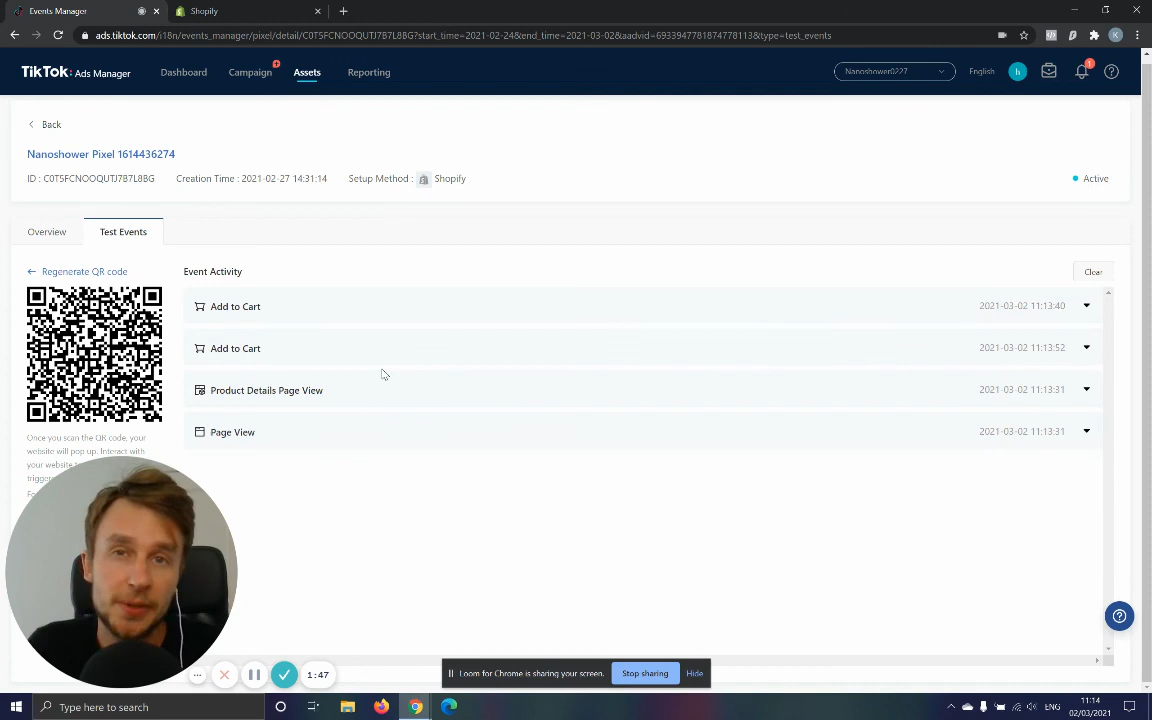 Events Manager
Shopify
ads.tiktok.com/i18n/events_manager/pixel/detail/C0T5FCNOOQUTJ7B7L8BG?start_time=2021-02-24&end_time=2021-03-02&aadvid=6933947781874778113&type=test_events
K
TikTok: Ads Manager
Dashboard
Campaign
Assets
Reporting
Nanoshower0227
English
h
1
Back
Nanoshower Pixel 1614436274
ID : C0T5FCNOOQUTJ7B7L8BG
Creation Time : 2021-02-27 14:31:14
Setup Method :
Shopify
Active
Overview
Test Events
Regenerate QR code
Event Activity
Clear
Add to Cart
2021-03-02 11:13:40
Add to Cart
2021-03-02 11:13:52
Product Details Page View
2021-03-02 11:13:31
Page View
2021-03-02 11:13:31
Once you scan the QR code, your
website will pop up. Interact with
your website
1:47
Loom for Chrome is sharing your screen.
Stop sharing
Hide
Type here to search
ENG
11:14
02/03/2021